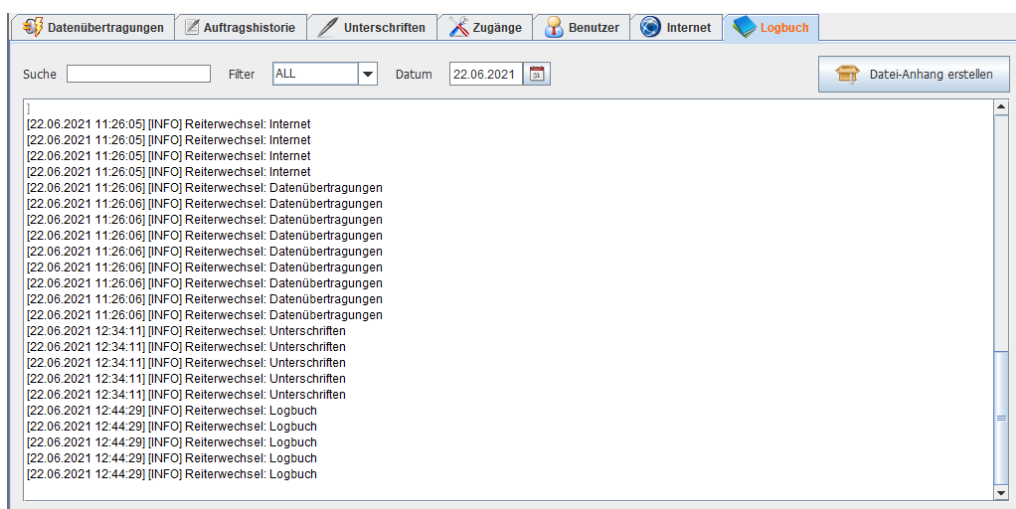 Datenübertragungen Auftragshistorie Unterschriften Zugänge Benutzer Internet Logbuch
Suche Filter ALL Datum 22.06.2021 31 Datei-Anhang erstellen
]
[22.06.2021 11:26:05] [INFO] Reiterwechsel: Internet
[22.06.2021 11:26:05] [INFO] Reiterwechsel: Internet
[22.06.2021 11:26:05] [INFO] Reiterwechsel: Internet
[22.06.2021 11:26:05] [INFO] Reiterwechsel: Internet
[22.06.2021 11:26:06] [INFO] Reiterwechsel: Datenübertragungen
[22.06.2021 11:26:06] [INFO] Reiterwechsel: Datenübertragungen
[22.06.2021 11:26:06] [INFO] Reiterwechsel: Datenübertragungen
[22.06.2021 11:26:06] [INFO] Reiterwechsel: Datenübertragungen
[22.06.2021 11:26:06] [INFO] Reiterwechsel: Datenübertragungen
[22.06.2021 11:26:06] [INFO] Reiterwechsel: Datenübertragungen
[22.06.2021 11:26:06] [INFO] Reiterwechsel: Datenübertragungen
[22.06.2021 11:26:06] [INFO] Reiterwechsel: Datenübertragungen
[22.06.2021 11:26:06] [INFO] Reiterwechsel: Datenübertragungen
[22.06.2021 12:34:11] [INFO] Reiterwechsel: Unterschriften
[22.06.2021 12:34:11] [INFO] Reiterwechsel: Unterschriften
[22.06.2021 12:34:11] [INFO] Reiterwechsel: Unterschriften
[22.06.2021 12:34:11] [INFO] Reiterwechsel: Unterschriften
[22.06.2021 12:34:11] [INFO] Reiterwechsel: Unterschriften
[22.06.2021 12:44:29] [INFO] Reiterwechsel: Logbuch
[22.06.2021 12:44:29] [INFO] Reiterwechsel: Logbuch
[22.06.2021 12:44:29] [INFO] Reiterwechsel: Logbuch
[22.06.2021 12:44:29] [INFO] Reiterwechsel: Logbuch
[22.06.2021 12:44:29] [INFO] Reiterwechsel: Logbuch